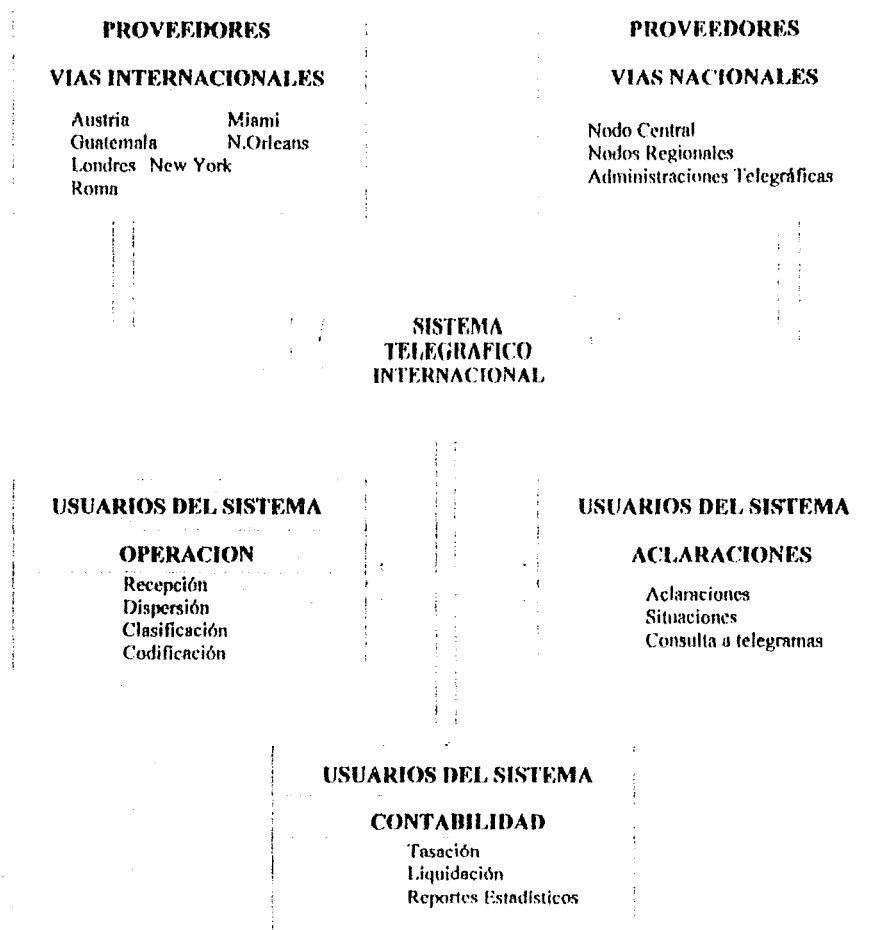 PROVEEDORES
VIAS INTERNACIONALES
Austria Miami
Guatemala N.Orleans
Londres New York
Roma
PROVEEDORES
VIAS NACIONALES
Nodo Central
Nodos Regionales
Administraciones Telegráficas
SISTEMA
TELEGRAFICO
INTERNACIONAL
USUARIOS DEL SISTEMA
OPERACION
Recepción
Dispersión
Clasificación
Codificación
USUARIOS DEL SISTEMA
ACLARACIONES
Aclaraciones
Situaciones
Consulta a telegramas
USUARIOS DEL SISTEMA
CONTABILIDAD
Tasación
Liquidación
Reportes Estadísticos